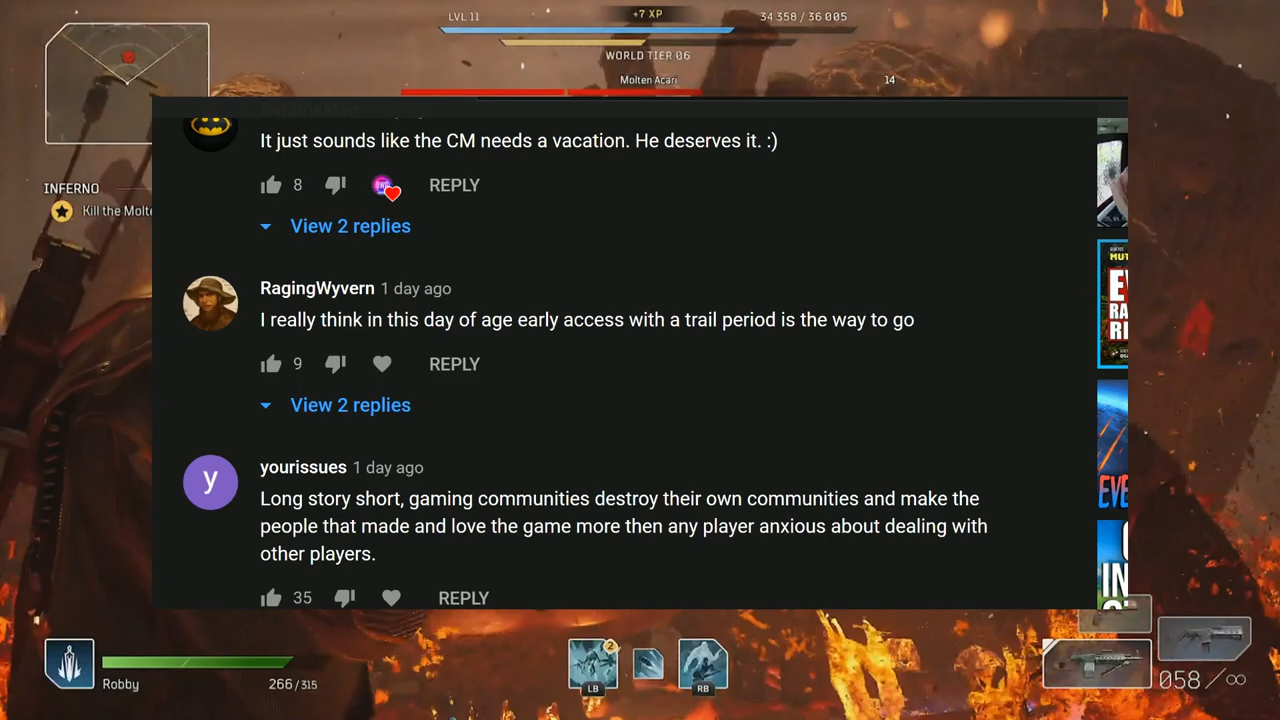 LVL 11
+7 XP
34 358 / 36 005
WORLD TIER 06
Molten Acari
14
It just sounds like the CM needs a vacation. He deserves it. :)
8
REPLY
View 2 replies
INFERNO
Kill the Molte
RagingWyvern 1 day ago
I really think in this day of age early access with a trail period is the way to go
9
REPLY
View 2 replies
yourissues 1 day ago
y
Long story short, gaming communities destroy their own communities and make the
people that made and love the game more then any player anxious about dealing with
other players.
35
REPLY
MUT
EVE
IN
Robby
266/315
2
LB
RB
058/∞